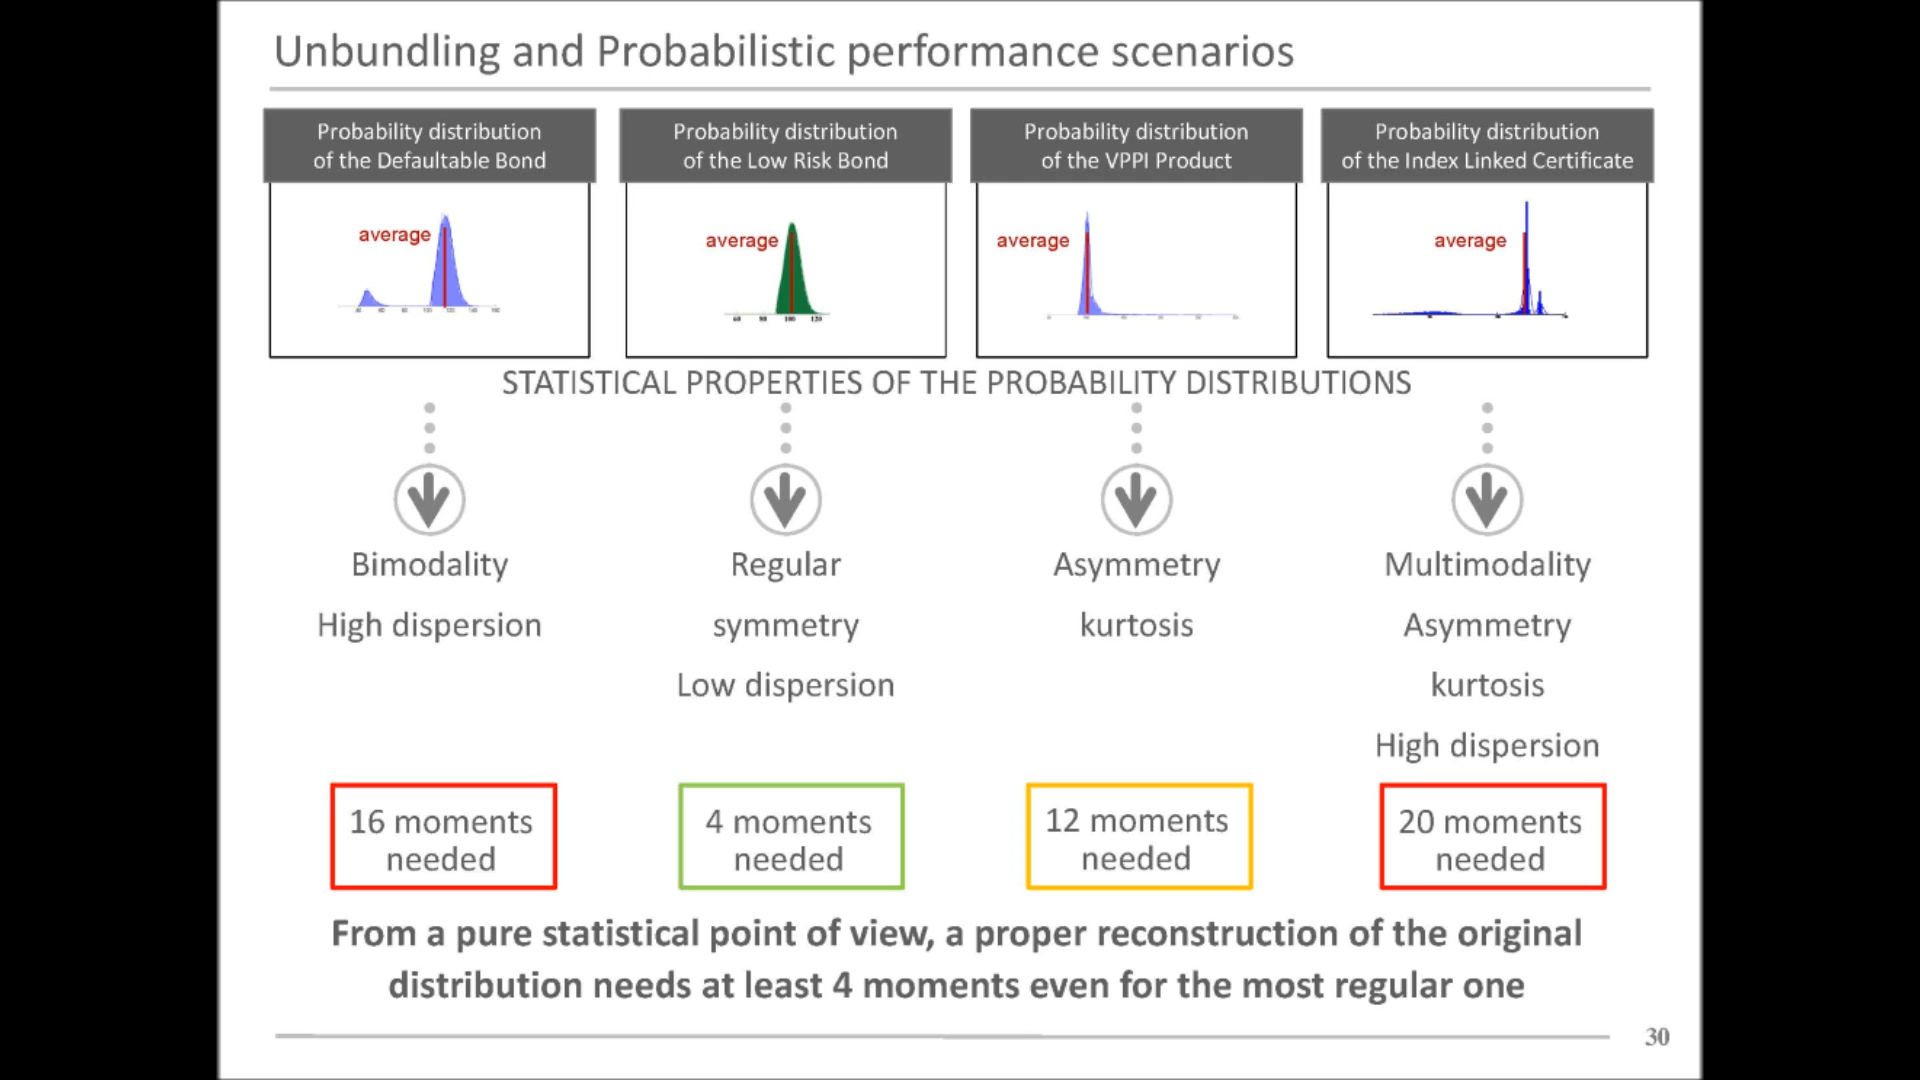 Unbundling and Probabilistic performance scenarios
Probability distribution
of the Defaultable Bond
Probability distribution
of the Low Risk Bond
Probability distribution
of the VPPI Product
Probability distribution
of the Index Linked Certificate
average
average
average
average
60 80 100 120
STATISTICAL PROPERTIES OF THE PROBABILITY DISTRIBUTIONS
Bimodality
High dispersion
Regular
symmetry
Low dispersion
Asymmetry
kurtosis
Multimodality
Asymmetry
kurtosis
High dispersion
16 moments
needed
4 moments
needed
12 moments
needed
20 moments
needed
From a pure statistical point of view, a proper reconstruction of the original
distribution needs at least 4 moments even for the most regular one
30